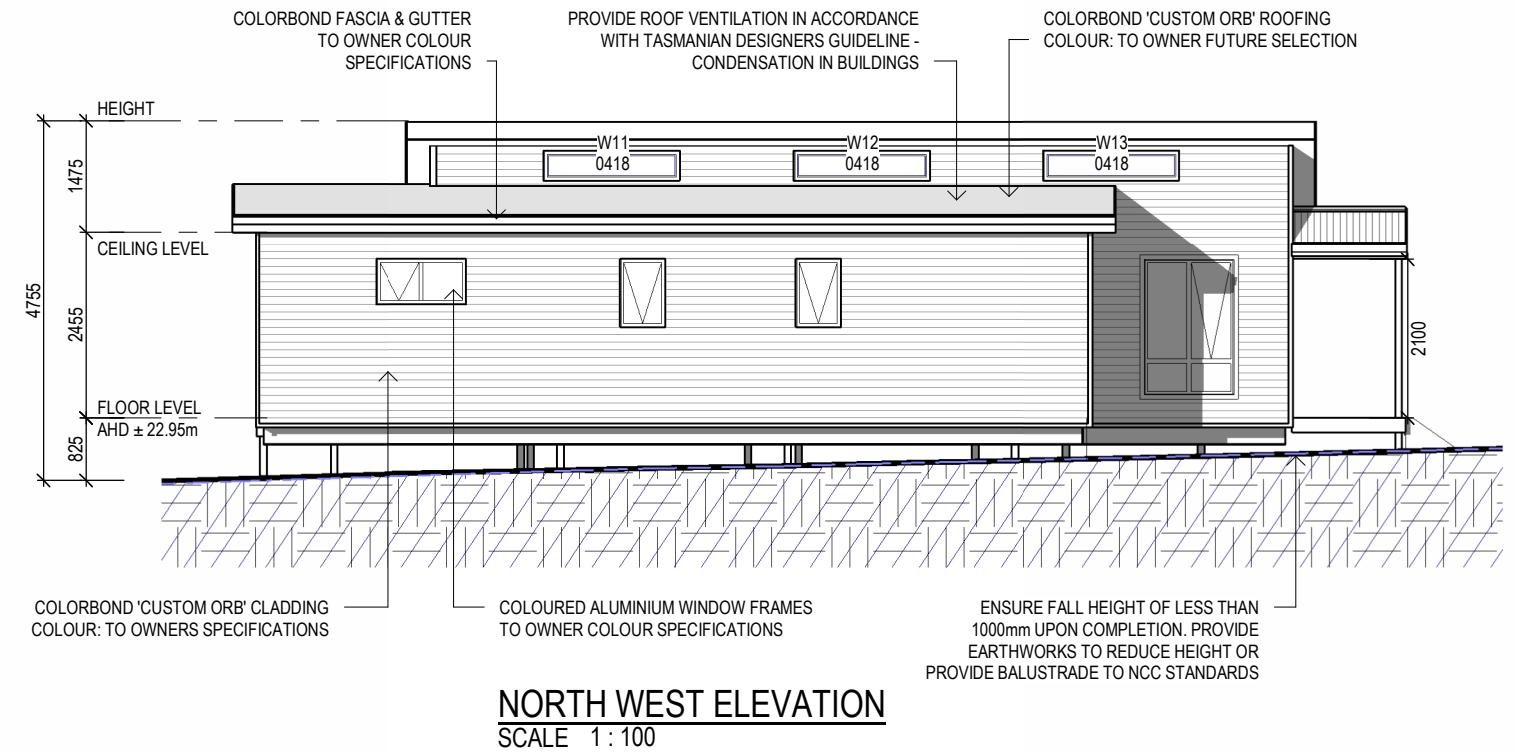 COLORBOND FASCIA & GUTTER
TO OWNER COLOUR
SPECIFICATIONS
PROVIDE ROOF VENTILATION IN ACCORDANCE
WITH TASMANIAN DESIGNERS GUIDELINE -
CONDENSATION IN BUILDINGS
COLORBOND 'CUSTOM ORB' ROOFING
COLOUR: TO OWNER FUTURE SELECTION
HEIGHT
W11
0418
W12
0418
W13
0418
1475
CEILING LEVEL
4755
2455
2100
FLOOR LEVEL
AHD ± 22.95m
825
COLORBOND 'CUSTOM ORB' CLADDING
COLOUR: TO OWNERS SPECIFICATIONS
COLOURED ALUMINIUM WINDOW FRAMES
TO OWNER COLOUR SPECIFICATIONS
ENSURE FALL HEIGHT OF LESS THAN
1000mm UPON COMPLETION. PROVIDE
EARTHWORKS TO REDUCE HEIGHT OR
PROVIDE BALUSTRADE TO NCC STANDARDS
NORTH WEST ELEVATION
SCALE 1 : 100